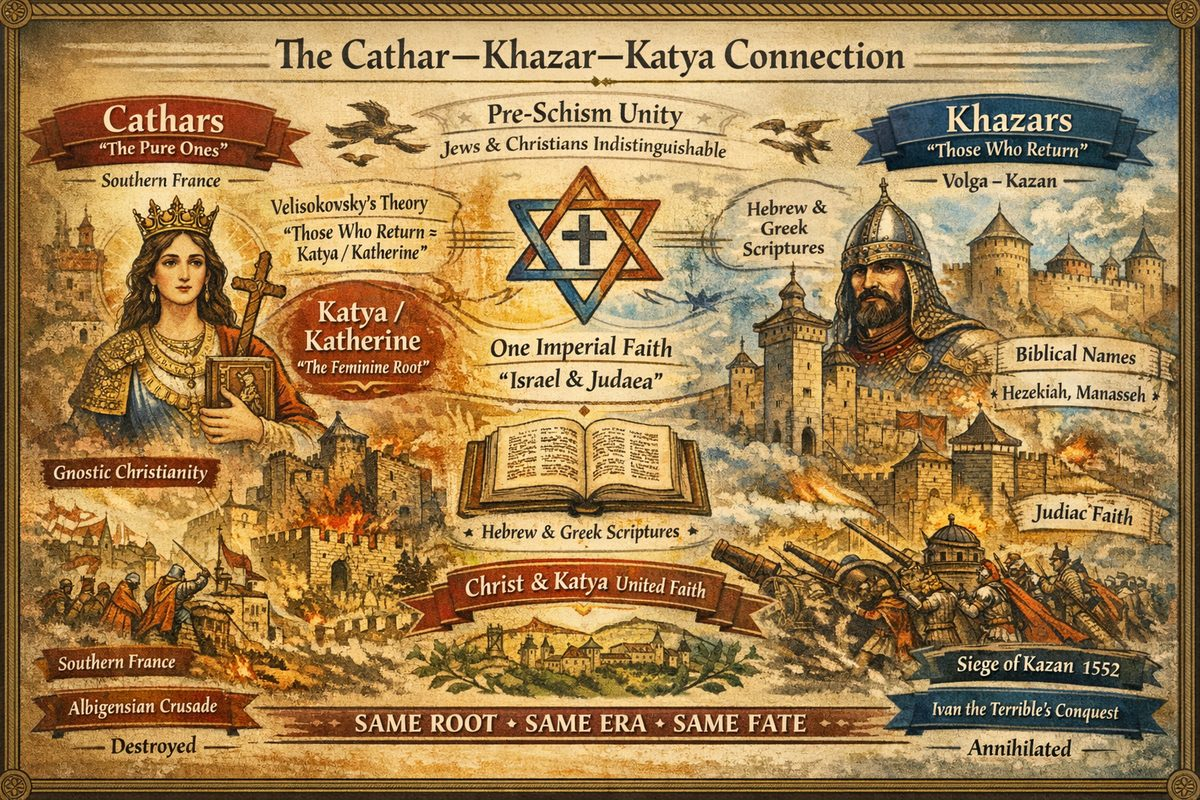 The Cathar–Khazar–Katya Connection
Cathars
"The Pure Ones"
Southern France
Pre-Schism Unity
Jews & Christians Indistinguishable
Khazars
"Those Who Return"
Volga – Kazan
Velisokovsky's Theory
"Those Who Return =
Katya / Katherine"
Hebrew &
Greek
Scriptures
Katya /
Katherine
"The Feminine Root"
One Imperial Faith
"Israel & Judaea"
Biblical Names
Hezekiah, Manasseh
Gnostic Christianity
Hebrew & Greek Scriptures
Judiac Faith
Christ & Katya United Faith
Southern France
Albigensian Crusade
Destroyed
SAME ROOT • SAME ERA • SAME FATE
Siege of Kazan 1552
Ivan the Terrible's Conquest
Annihilated